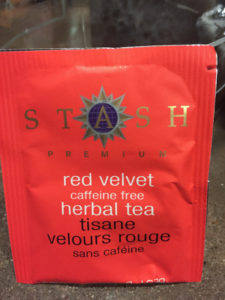 STASH
PREMIUM
red velvet
caffeine free
herbal tea
tisane
velours rouge
sans caféine